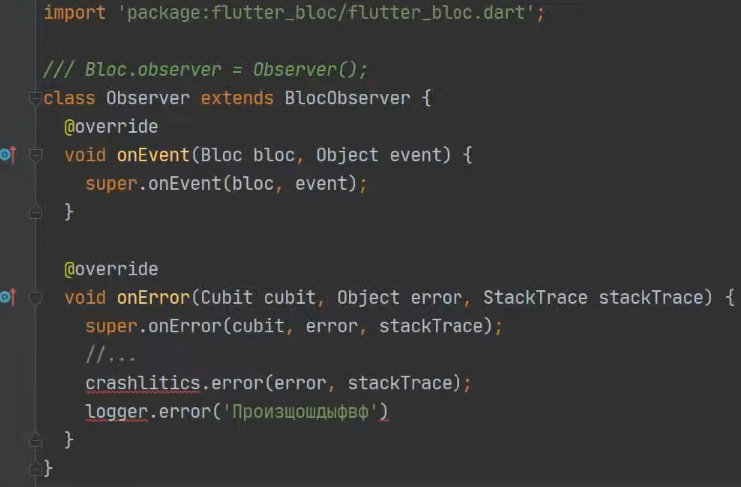 import 'package:flutter_bloc/flutter_bloc.dart';
/// Bloc.observer = Observer();
class Observer extends BlocObserver {
@override
void onEvent(Bloc bloc, Object event) {
super.onEvent(bloc, event);
}
@override
void onError(Cubit cubit, Object error, StackTrace stackTrace) {
super.onError(cubit, error, stackTrace);
//...
crashlitics.error(error, stackTrace);
logger.error('Произщошдыфвф')
}
}